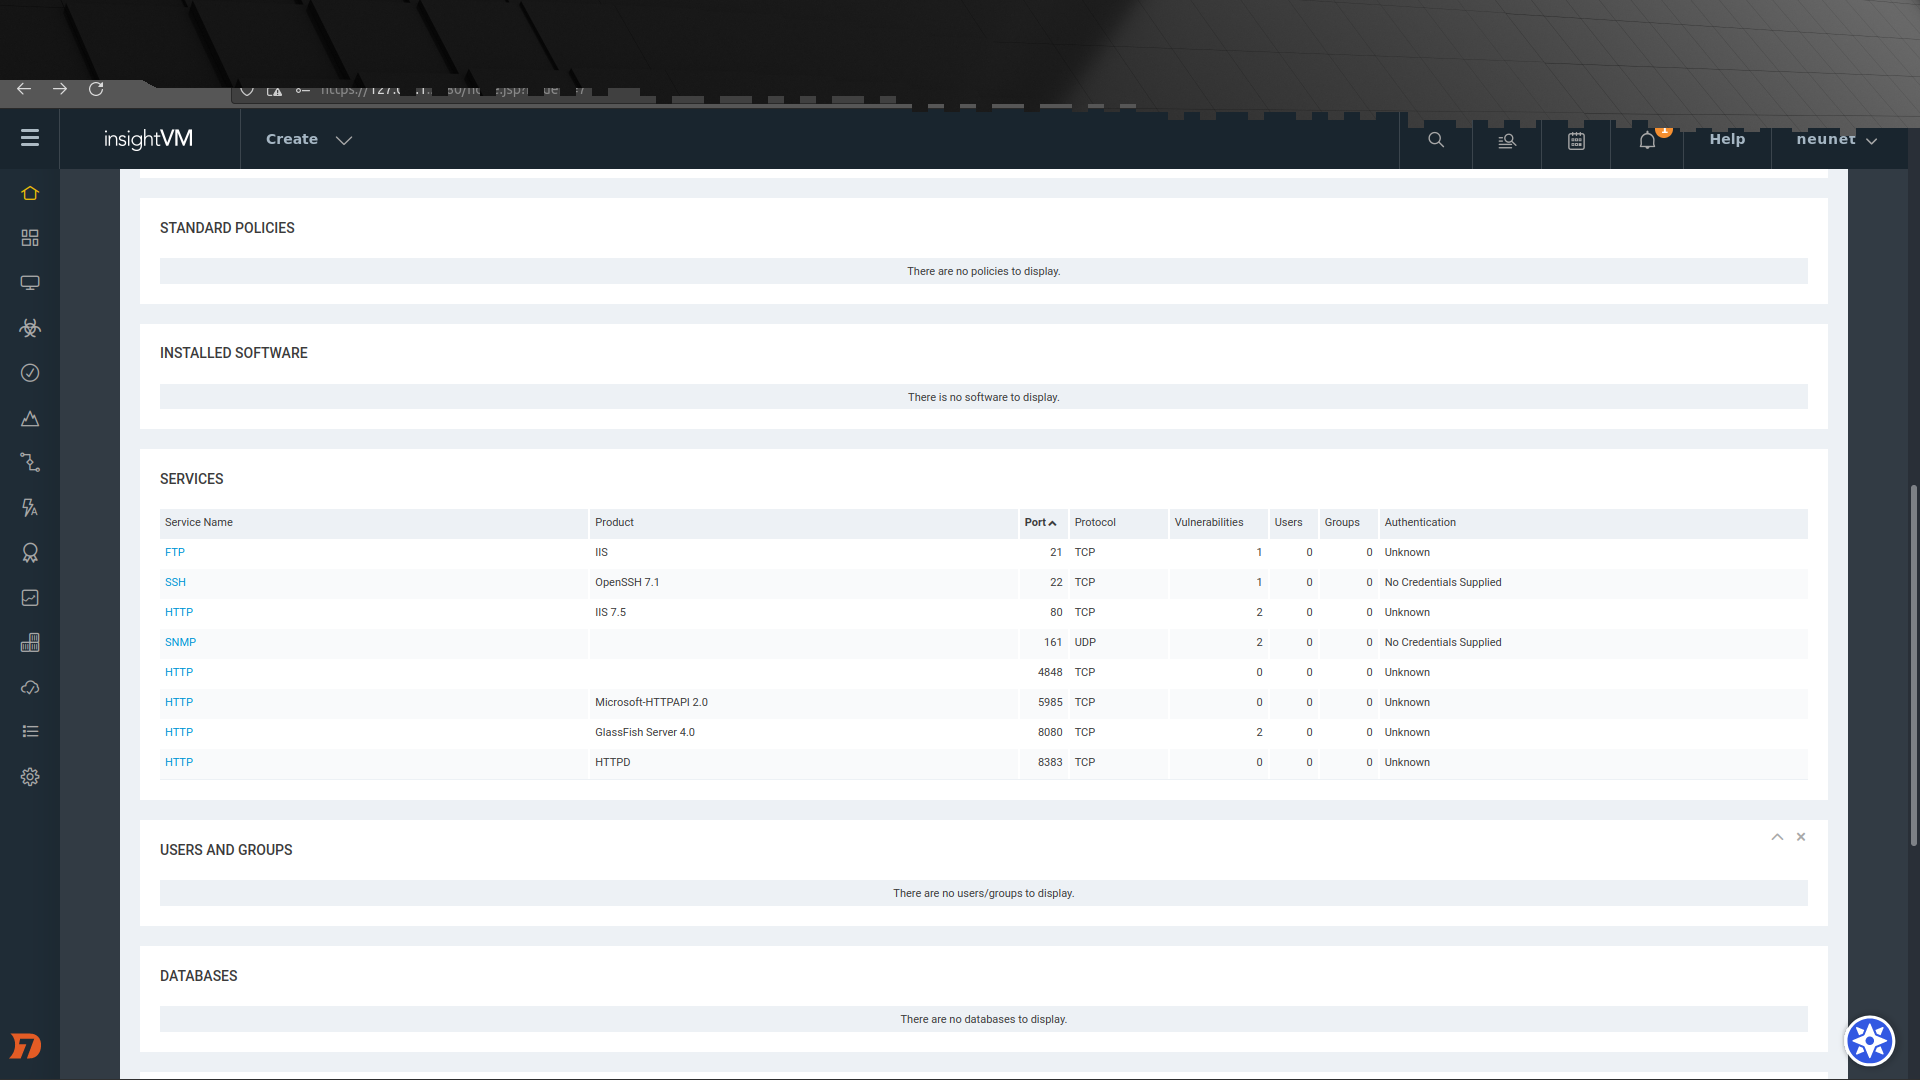 insightVM
Create
Help
neunet
STANDARD POLICIES
There are no policies to display.
INSTALLED SOFTWARE
There is no software to display.
SERVICES
Service Name Product Port Protocol Vulnerabilities Users Groups Authentication
FTP IIS 21 TCP 1 0 0 Unknown
SSH OpenSSH 7.1 22 TCP 1 0 0 No Credentials Supplied
HTTP IIS 7.5 80 TCP 2 0 0 Unknown
SNMP 161 UDP 2 0 0 No Credentials Supplied
HTTP 4848 TCP 0 0 0 Unknown
HTTP Microsoft-HTTPAPI 2.0 5985 TCP 0 0 0 Unknown
HTTP GlassFish Server 4.0 8080 TCP 2 0 0 Unknown
HTTP HTTPD 8383 TCP 0 0 0 Unknown
USERS AND GROUPS
There are no users/groups to display.
DATABASES
There are no databases to display.